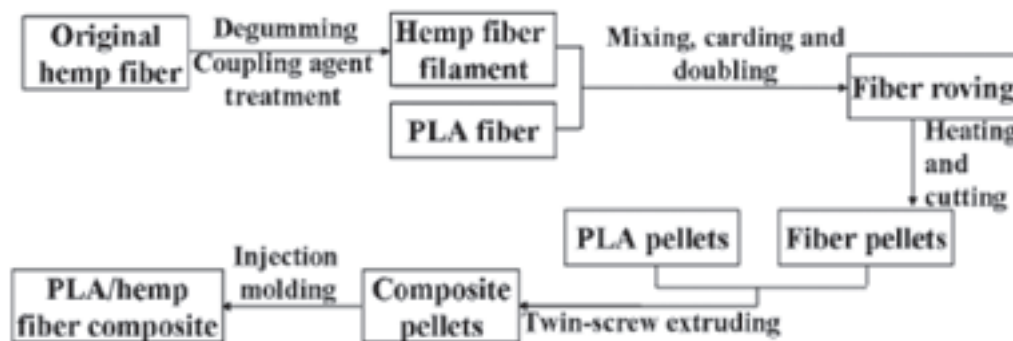 Original
hemp fiber
Degumming
Coupling agent
treatment
Hemp fiber
filament
PLA fiber
Mixing, carding and
doubling
Fiber roving
Heating
and
cutting
PLA pellets
Fiber pellets
Twin-screw extruding
Composite
pellets
Injection
molding
PLA/hemp
fiber composite